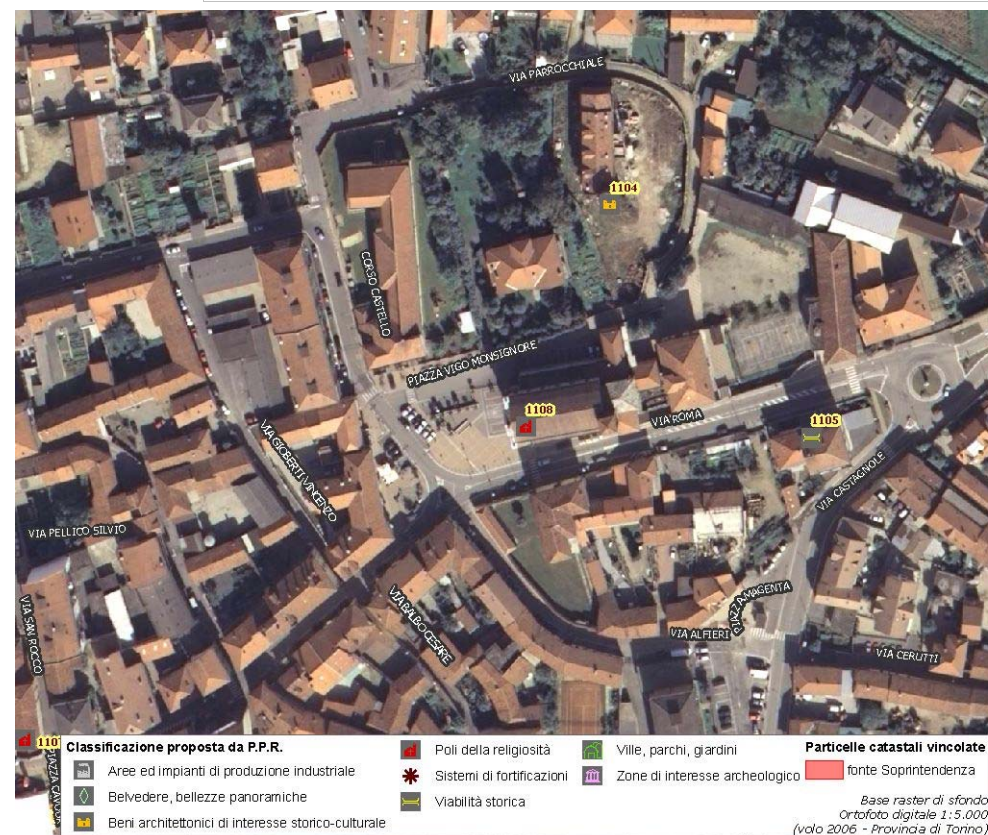 VIA PARROCCHIALE
1104
CORSO CASTELLO
PIAZZA VIGO MONSIGNORE
1108
VIA ROMA
1105
VIA GIOBERTI VINCENZO
VIA CASTAGNOLE
VIA PELLICO SILVIO
VIA BALBO CESARE
PIAZZA MAGENTA
VIA SAN ROCCO
VIA ALFIERI
VIA CERUTTI
PIAZZA CAVOUR
Classificazione proposta da P.P.R.
Aree ed impianti di produzione industriale
Belvedere, bellezze panoramiche
Beni architettonici di interesse storico-culturale
Poli della religiosità
Sistemi di fortificazioni
Viabilità storica
Ville, parchi, giardini
Zone di interesse archeologico
Particelle catastali vincolate
fonte Soprintendenza
Base raster di sfondo
Ortofoto digitale 1:5.000
(volo 2006 - Provincia di Torino)